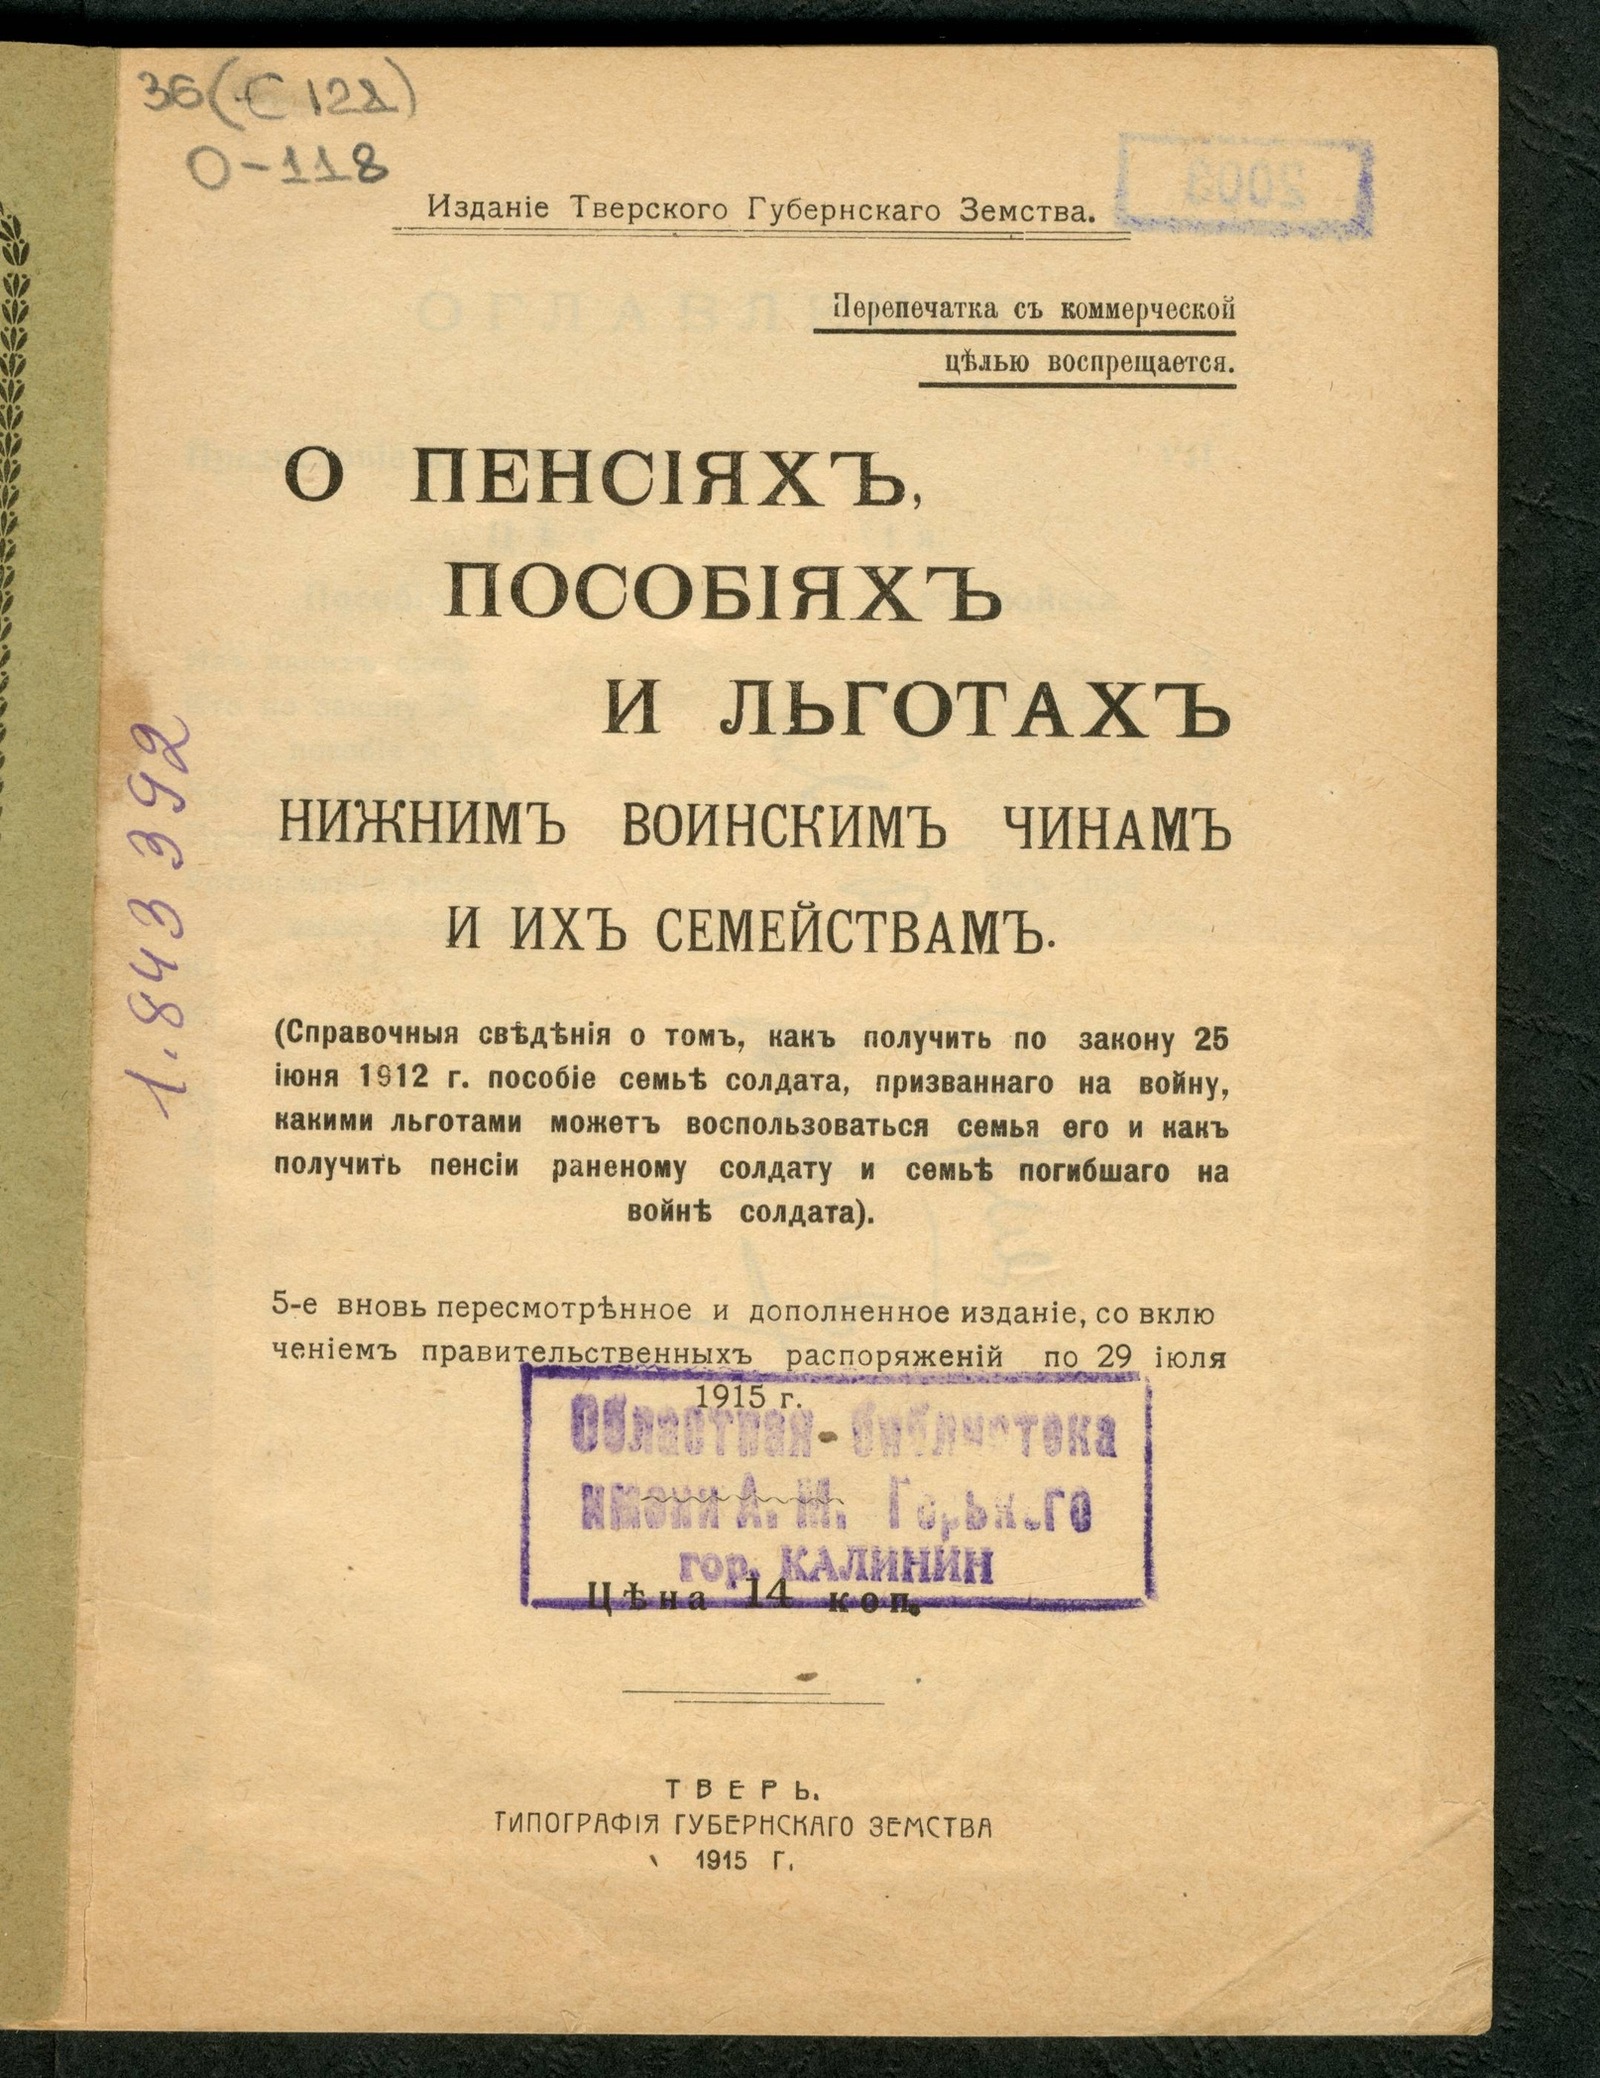 36(С122)
О-118
Изданіе Тверского Губернскаго Земства.
2003
Перепечатка съ коммерческой
цѣлью воспрещается.
О ПЕНСІЯХЪ,
ПОСОБІЯХЪ
И ЛЬГОТАХЪ
НИЖНИМЪ ВОИНСКИМЪ ЧИНАМЪ
И ИХЪ СЕМЕЙСТВАМЪ.
1.843392
(Справочныя свѣдѣнія о томъ, какъ получить по закону 25
іюня 1912 г. пособіе семьѣ солдата, призваннаго на войну,
какими льготами можетъ воспользоваться семья его и какъ
получить пенсіи раненому солдату и семьѣ погибшаго на
войнѣ солдата).
5-е вновь пересмотрѣнное и дополненное изданіе, со вклю
ченіемъ правительственныхъ распоряженій по 29 іюля
1915 г.
Областная библиотека
имени А. М. Горького
гор. КАЛИНИН
Цѣна 14 коп.
ТВЕРЬ.
ТИПОГРАФІЯ ГУБЕРНСКАГО ЗЕМСТВА
1915 Г.